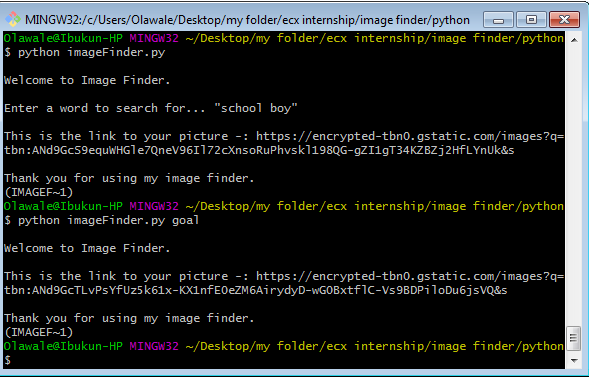 MINGW32:/c/Users/Olawale/Desktop/my folder/ecx internship/image finder/python
Olawale@Ibukun-HP MINGW32 ~/Desktop/my folder/ecx internship/image finder/python
$ python imageFinder.py
Welcome to Image Finder.
Enter a word to search for... "school boy"
This is the link to your picture -: https://encrypted-tbn0.gstatic.com/images?q=
tbn:ANd9GcS9equWHGle7QneV96Il72cXnsoRuPhvskl198QG-gZI1gT34KZBZj2HfLYnUk&s
Thank you for using my image finder.
(IMAGEF~1)
Olawale@Ibukun-HP MINGW32 ~/Desktop/my folder/ecx internship/image finder/python
$ python imageFinder.py goal
Welcome to Image Finder.
This is the link to your picture -: https://encrypted-tbn0.gstatic.com/images?q=
tbn:ANd9GcTLvPsYfUz5k61x-KX1nfE0eZM6AirydyD-wG0BxtflC-Vs9BDPiloDu6jsVQ&s
Thank you for using my image finder.
(IMAGEF~1)
Olawale@Ibukun-HP MINGW32 ~/Desktop/my folder/ecx internship/image finder/python
$